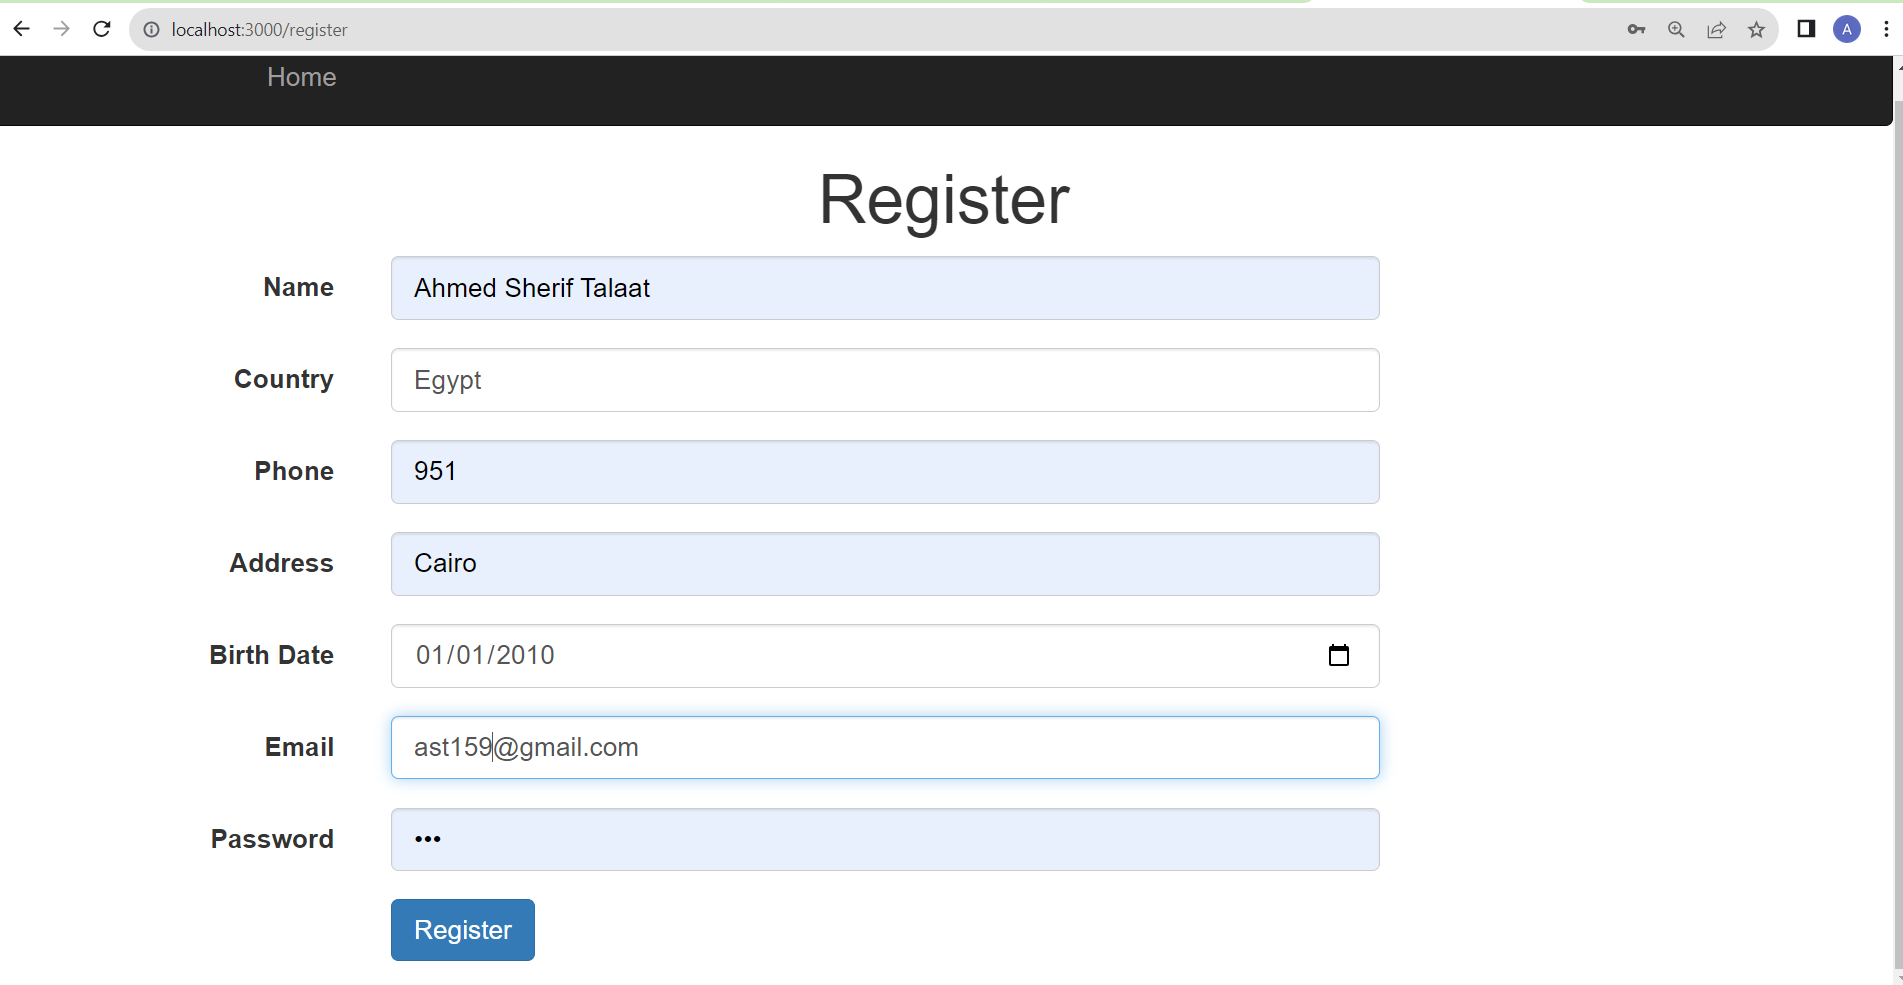 localhost:3000/register
A
Home
Register
Name
Ahmed Sherif Talaat
Country
Egypt
Phone
951
Address
Cairo
Birth Date
01/01/2010
Email
ast159@gmail.com
Password
•••
Register